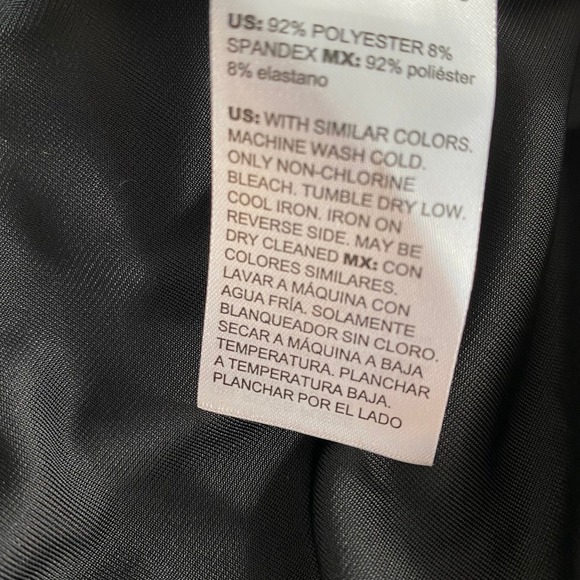 US: 92% POLYESTER 8%
SPANDEX MX: 92% poliéster
8% elastano
US: WITH SIMILAR COLORS.
MACHINE WASH COLD.
ONLY NON-CHLORINE
BLEACH. TUMBLE DRY LOW.
COOL IRON. IRON ON
REVERSE SIDE. MAY BE
DRY CLEANED MX: CON
COLORES SIMILARES.
LAVAR A MÁQUINA CON
AGUA FRÍA. SOLAMENTE
BLANQUEADOR SIN CLORO.
SECAR A MÁQUINA A BAJA
TEMPERATURA. PLANCHAR
A TEMPERATURA BAJA.
PLANCHAR POR EL LADO